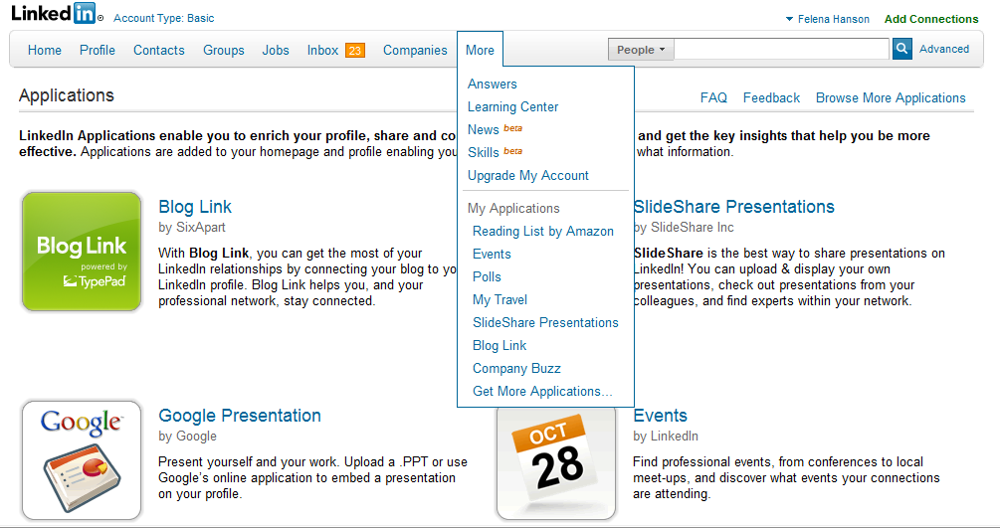 LinkedIn® Account Type: Basic
Felena Hanson Add Connections
Home Profile Contacts Groups Jobs Inbox 23 Companies More
People Advanced
Answers
Learning Center
News beta
Skills beta
Upgrade My Account
My Applications
Reading List by Amazon
Events
Polls
My Travel
SlideShare Presentations
Blog Link
Company Buzz
Get More Applications...
Applications
FAQ Feedback Browse More Applications
LinkedIn Applications enable you to enrich your profile, share and co and get the key insights that help you be more
effective. Applications are added to your homepage and profile enabling you what information.
Blog Link
powered by
TypePad
Blog Link
by SixApart
With Blog Link, you can get the most of your
LinkedIn relationships by connecting your blog to yo
LinkedIn profile. Blog Link helps you, and your
professional network, stay connected.
SlideShare Presentations
by SlideShare Inc
SlideShare is the best way to share presentations on
LinkedIn! You can upload & display your own
presentations, check out presentations from your
colleagues, and find experts within your network.
Google™
Google Presentation
by Google
Present yourself and your work. Upload a .PPT or use
Google's online application to embed a presentation
on your profile.
OCT
28
Events
by LinkedIn
Find professional events, from conferences to local
meet-ups, and discover what events your connections
are attending.